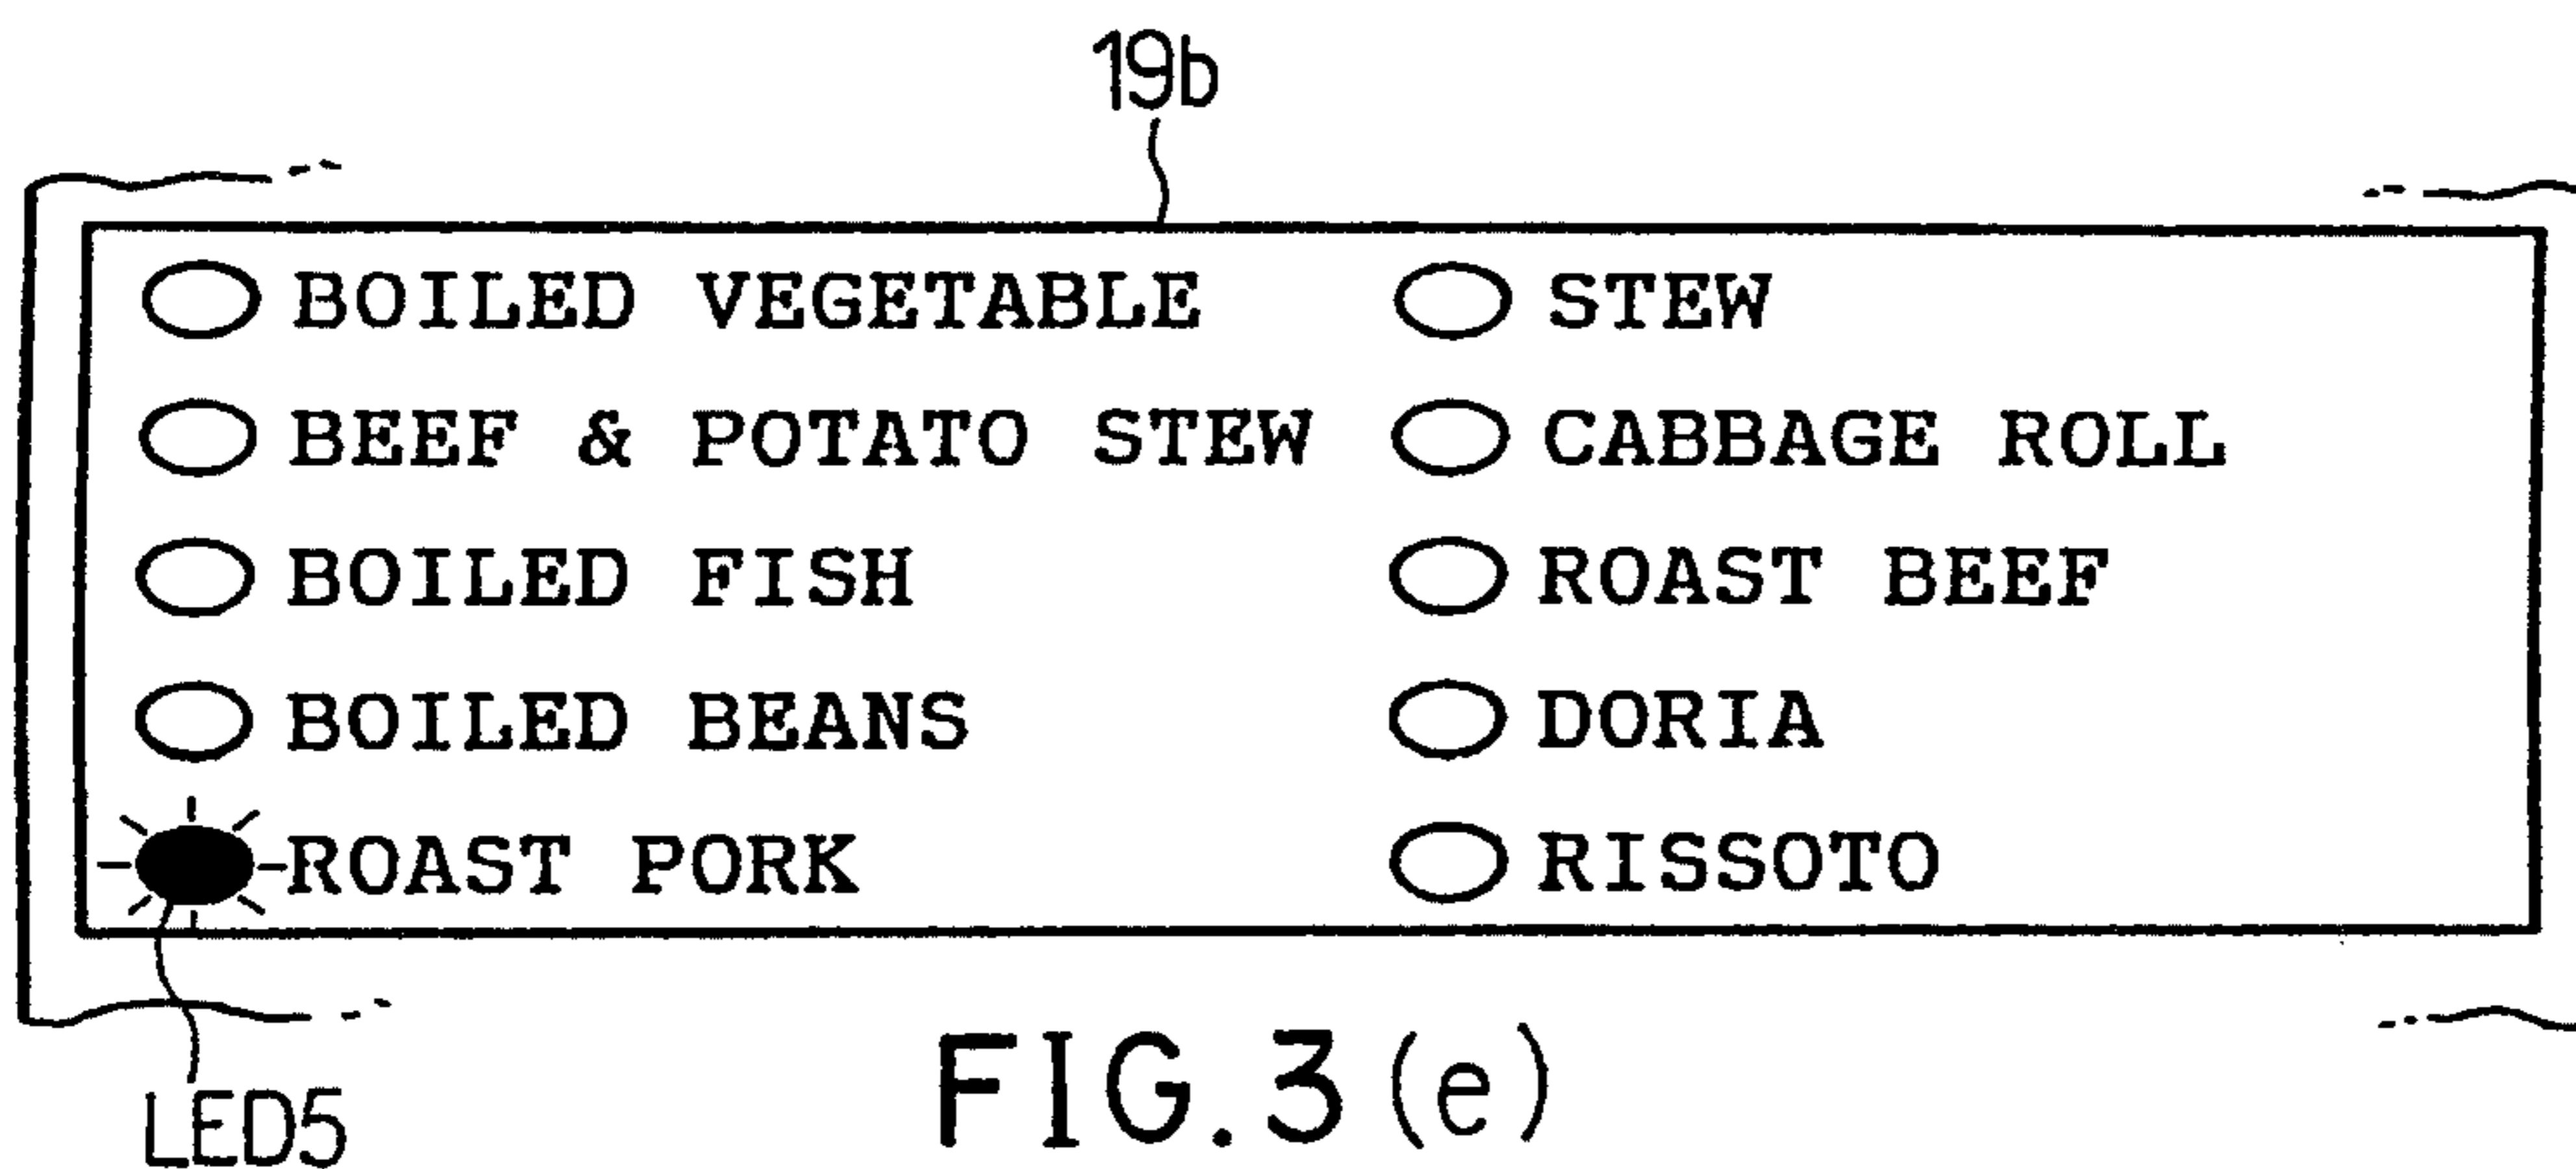 19b
BOILED VEGETABLE
BEEF & POTATO STEW
BOILED FISH
BOILED BEANS
ROAST PORK
STEW
CABBAGE ROLL
ROAST BEEF
DORIA
RISSOTO
LED5
FIG.3(e)